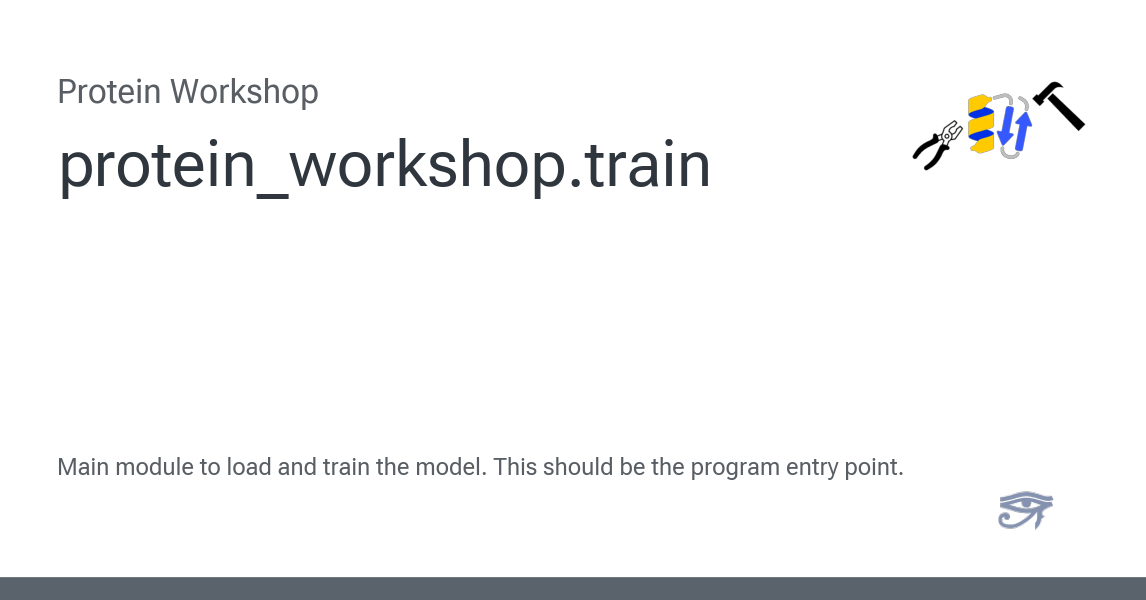 Protein Workshop
protein_workshop.train
Main module to load and train the model. This should be the program entry point.